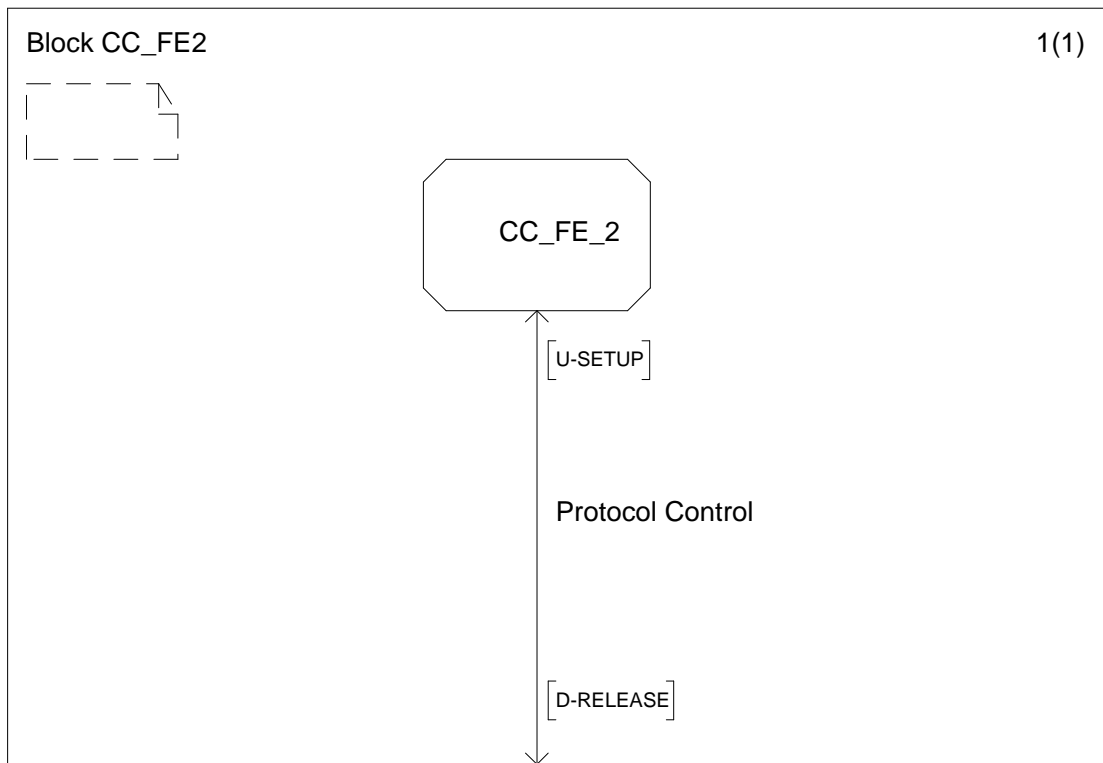 Block CC_FE2
1(1)
CC_FE_2
[U-SETUP]
Protocol Control
[D-RELEASE]